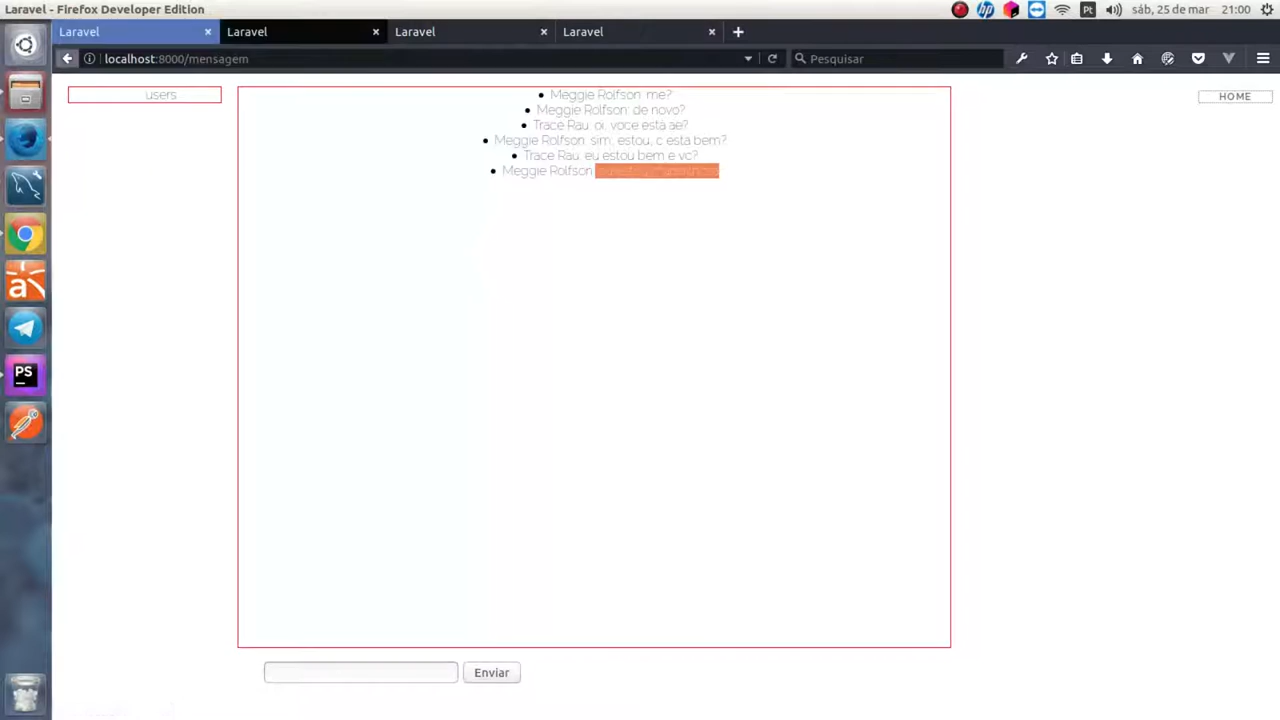 Laravel - Firefox Developer Edition
Pt
sáb, 25 de mar
21:00
Laravel
Laravel
Laravel
Laravel
localhost:8000/mensagem
Pesquisar
users
HOME
Meggie Rolfson: me?
Meggie Rolfson: de novo?
Trace Rau: oi, voce esta ae?
Meggie Rolfson: sim, estou, c esta bem?
Trace Rau: eu estou bem e vc?
Meggie Rolfson
Enviar
PS